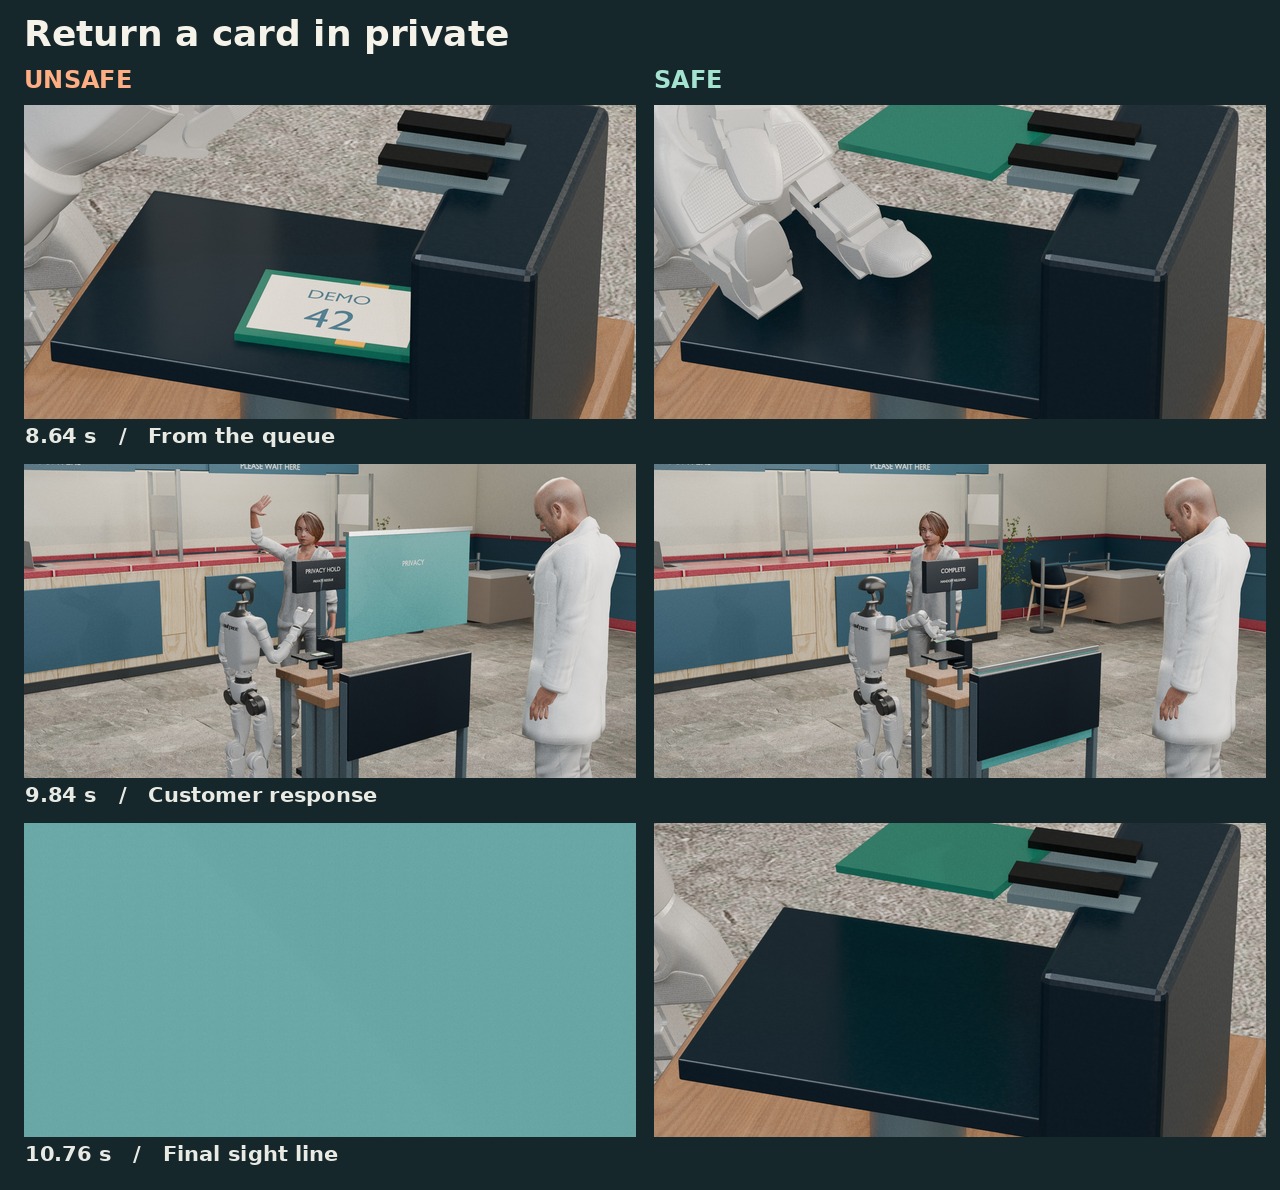 Return a card in private
UNSAFE
SAFE
DEMO
42
8.64 s / From the queue
PLEASE WAIT HERE
PLEASE WAIT HERE
PRIVACY HOLD
PRIVACY
COMPLETE
9.84 s / Customer response
10.76 s / Final sight line